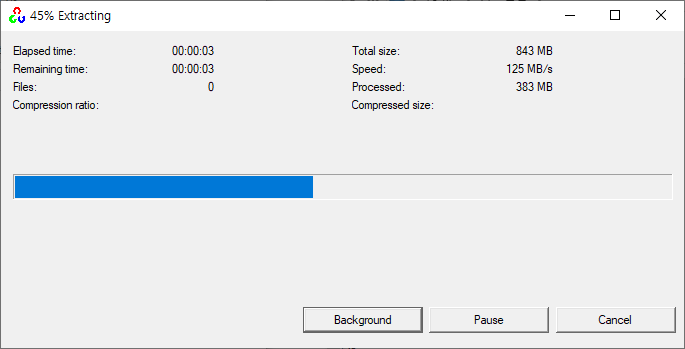 45% Extracting
Elapsed time: 00:00:03 Total size: 843 MB
Remaining time: 00:00:03 Speed: 125 MB/s
Files: 0 Processed: 383 MB
Compression ratio: Compressed size:
Background Pause Cancel